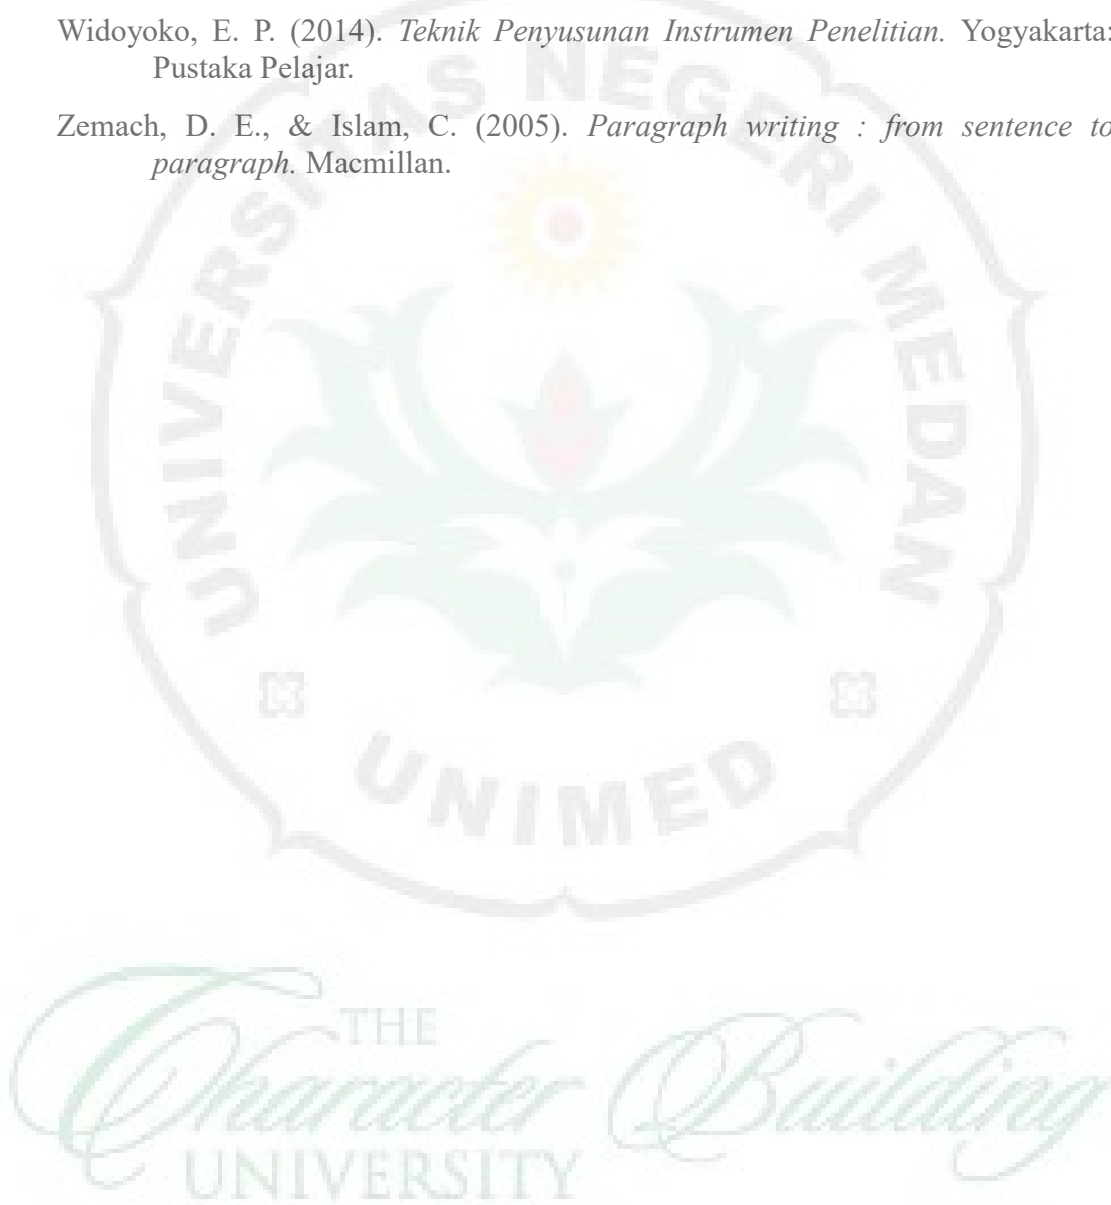 Widoyoko, E. P. (2014). Teknik Penyusunan Instrumen Penelitian. Yogyakarta:
Pustaka Pelajar.
Zemach, D. E., & Islam, C. (2005). Paragraph writing : from sentence to
paragraph. Macmillan.
UNIVERSITAS NEGERI MEDAN
UNIMED
THE
Character Building
UNIVERSITY